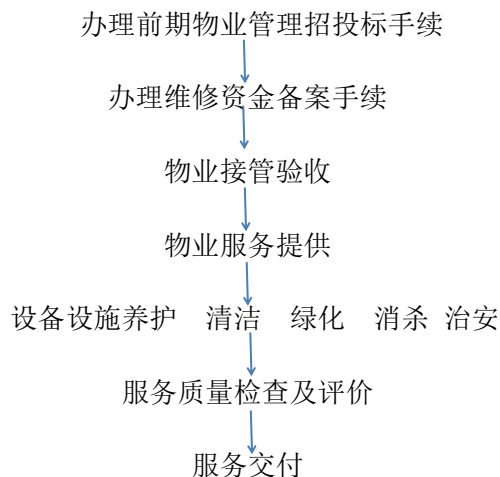 办理前期物业管理招投标手续
办理维修资金备案手续
物业接管验收
物业服务提供
设备设施养护 清洁 绿化 消杀 治安
服务质量检查及评价
服务交付